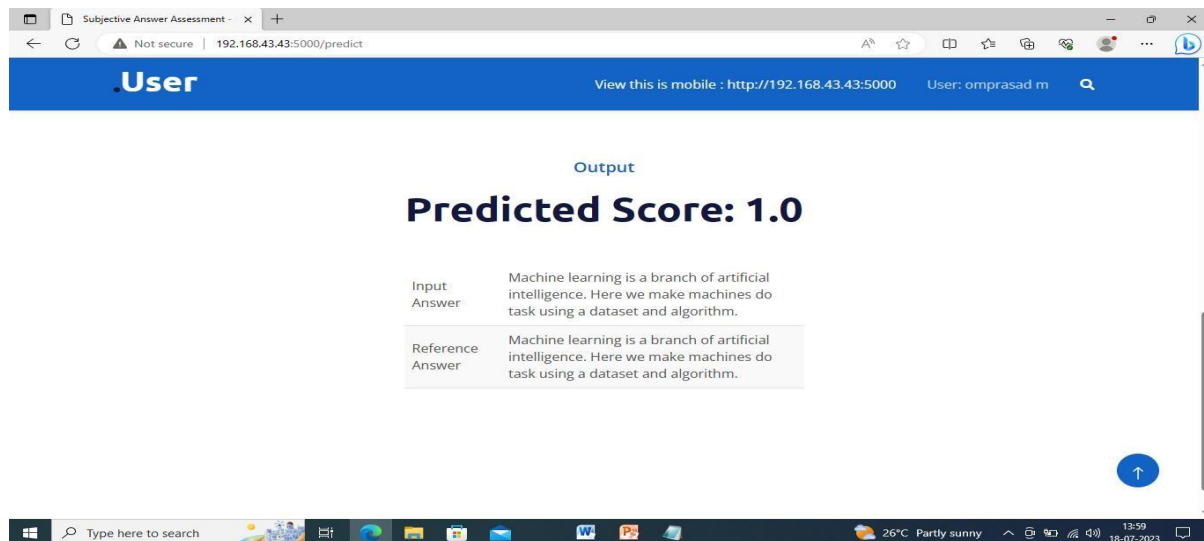 Subjective Answer Assessment -
Not secure | 192.168.43.43:5000/predict
.User
View this is mobile : http://192.168.43.43:5000
User: omprasad m
Output
Predicted Score: 1.0
Input
Answer
Machine learning is a branch of artificial
intelligence. Here we make machines do
task using a dataset and algorithm.
Reference
Answer
Machine learning is a branch of artificial
intelligence. Here we make machines do
task using a dataset and algorithm.
Type here to search
26°C Partly sunny
13:59
18-07-2023